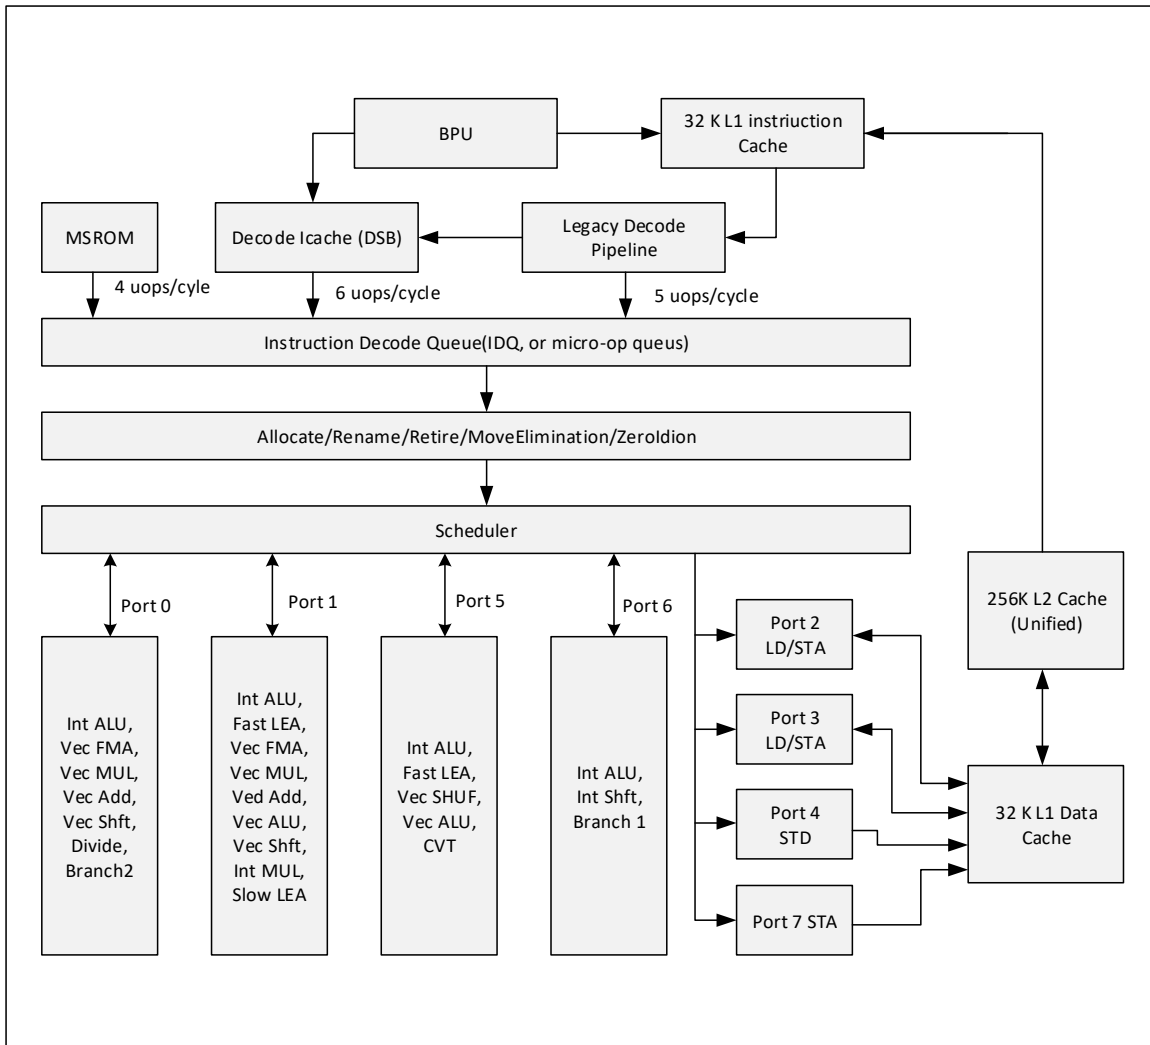 BPU
32 K L1 instriuction
Cache
MSROM
Decode Icache (DSB)
Legacy Decode
Pipeline
4 uops/cyle
6 uops/cycle
5 uops/cycle
Instruction Decode Queue(IDQ, or micro-op queus)
Allocate/Rename/Retire/MoveElimination/ZeroIdion
Scheduler
Port 0
Port 1
Port 5
Port 6
Int ALU,
Vec FMA,
Vec MUL,
Vec Add,
Vec Shft,
Divide,
Branch2
Int ALU,
Fast LEA,
Vec FMA,
Vec MUL,
Ved Add,
Vec ALU,
Vec Shft,
Int MUL,
Slow LEA
Int ALU,
Fast LEA,
Vec SHUF,
Vec ALU,
CVT
Int ALU,
Int Shft,
Branch 1
Port 2
LD/STA
Port 3
LD/STA
Port 4
STD
Port 7 STA
256K L2 Cache
(Unified)
32 K L1 Data
Cache